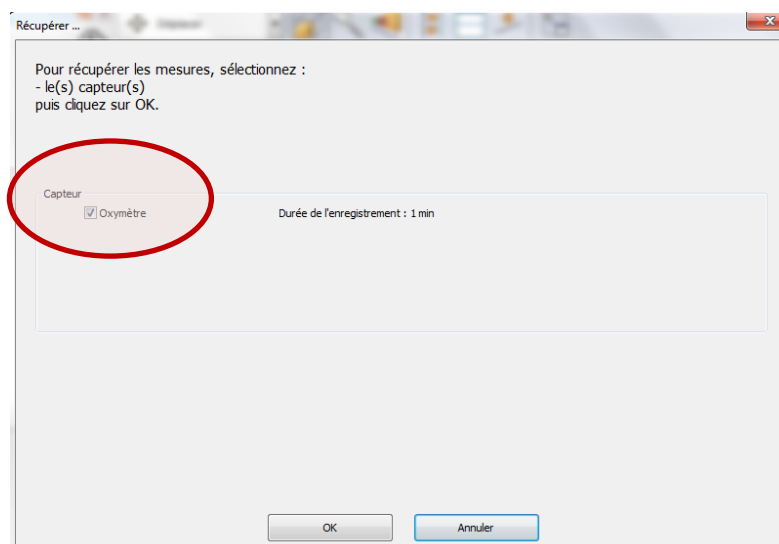 Récupérer ...
Déplacer
Pour récupérer les mesures, sélectionnez :
- le(s) capteur(s)
puis cliquez sur OK.
Capteur
Oxymètre
Durée de l'enregistrement : 1 min
OK
Annuler